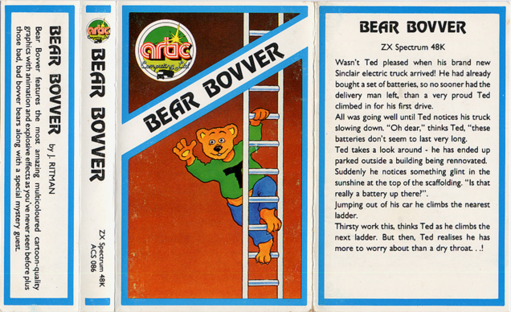 BEAR BOVVER by J. RITMAN
Bear Bovver features the most amazing multicoloured cartoon-quality
graphics with animation and explosive effects as you've never seen before plus
those bad, bad bovver bears along with a special mystery guest.
artic
BEAR BOVVER
ZX Spectrum 48K
ACS 086
artic
Computing Ltd
BEAR BOVVER
T
BEAR BOVVER
ZX Spectrum 48K
Wasn't Ted pleased when his brand new
Sinclair electric truck arrived! He had already
bought a set of batteries, so no sooner had the
delivery man left, than a very proud Ted
climbed in for his first drive.
All was going well until Ted notices his truck
slowing down. "Oh dear," thinks Ted, "these
batteries don't seem to last very long.
Ted takes a look around - he has ended up
parked outside a building being rennovated.
Suddenly he notices something glint in the
sunshine at the top of the scaffolding. "Is that
really a battery up there?".
Jumping out of his car he climbs the nearest
ladder.
Thirsty work this, thinks Ted as he climbs the
next ladder. But then, Ted realises he has
more to worry about than a dry throat. . .!